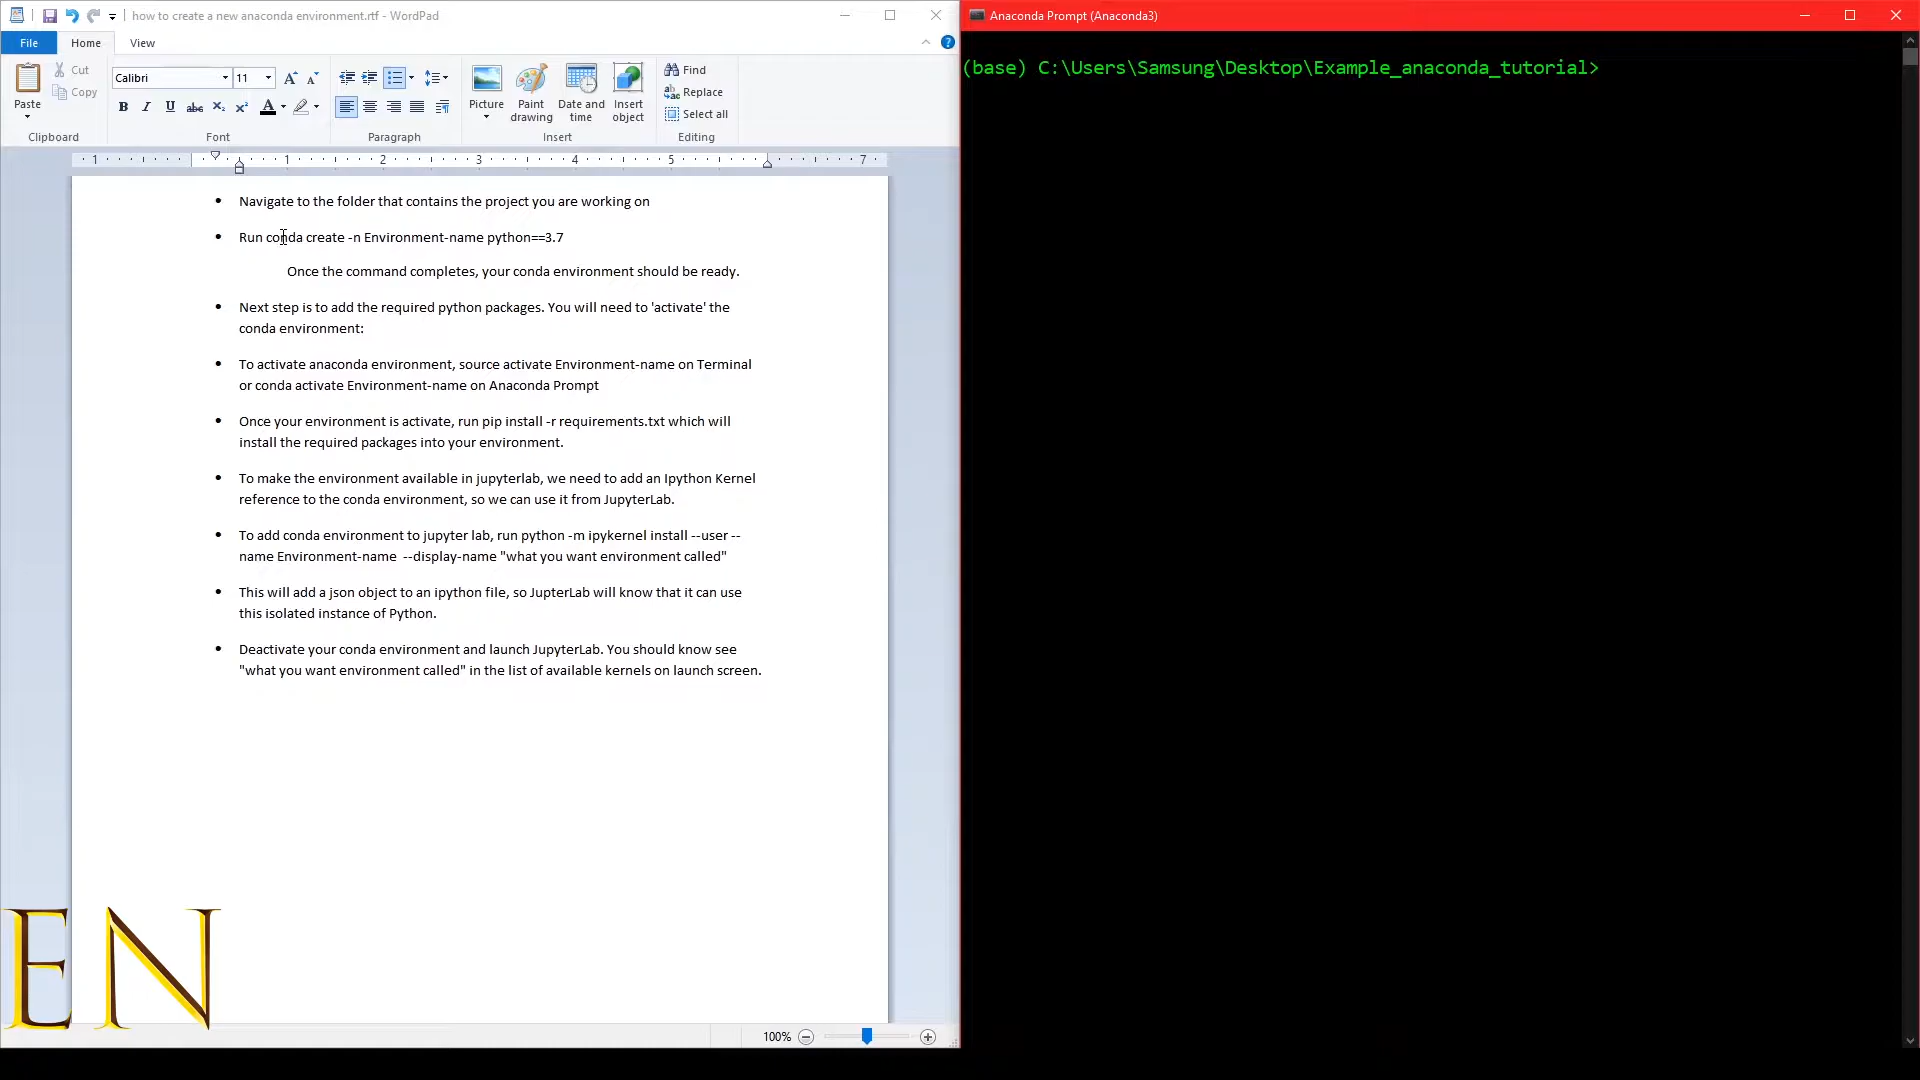 how to create a new anaconda environment.rtf - WordPad
File Home View
Paste
Cut
Copy
Clipboard
Calibri 11
B I U abc X₂ X² A
Font
Paragraph
Picture
Paint drawing
Date and time
Insert object
Insert
Find
Replace
Select all
Editing
1 1 2 3 4 5 7
• Navigate to the folder that contains the project you are working on
• Run conda create -n Environment-name python==3.7
Once the command completes, your conda environment should be ready.
• Next step is to add the required python packages. You will need to 'activate' the
conda environment:
• To activate anaconda environment, source activate Environment-name on Terminal
or conda activate Environment-name on Anaconda Prompt
• Once your environment is activate, run pip install -r requirements.txt which will
install the required packages into your environment.
• To make the environment available in jupyterlab, we need to add an Ipython Kernel
reference to the conda environment, so we can use it from JupyterLab.
• To add conda environment to jupyter lab, run python -m ipykernel install --user --
name Environment-name  --display-name "what you want environment called"
• This will add a json object to an ipython file, so JupterLab will know that it can use
this isolated instance of Python.
• Deactivate your conda environment and launch JupyterLab. You should know see
"what you want environment called" in the list of available kernels on launch screen.
EN
100%
Anaconda Prompt (Anaconda3)
(base) C:\Users\Samsung\Desktop\Example_anaconda_tutorial>